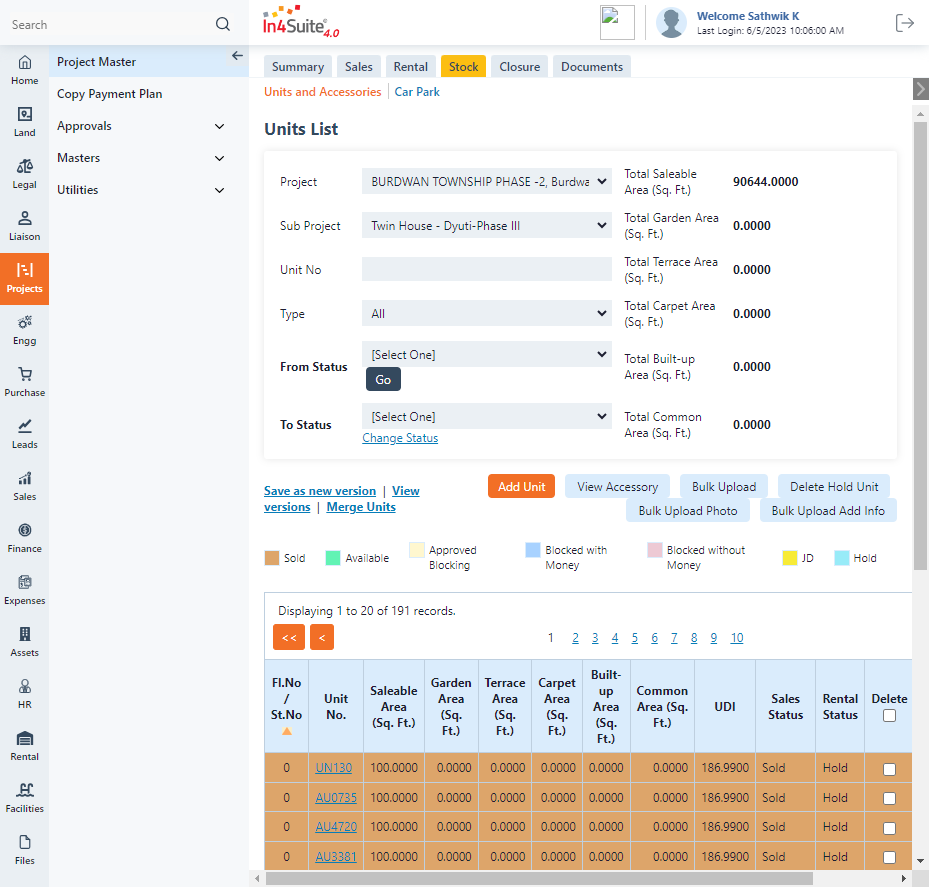 Search
In4Suite 4.0
Welcome Sathwik K
Last Login: 6/5/2023 10:06:00 AM
Home
Land
Legal
Liaison
Projects
Engg
Purchase
Leads
Sales
Finance
Expenses
Assets
HR
Rental
Facilities
Files
Project Master
Copy Payment Plan
Approvals
Masters
Utilities
Summary Sales Rental Stock Closure Documents
Units and Accessories Car Park
Units List
Project BURDWAN TOWNSHIP PHASE -2, Burdwa Total Saleable Area (Sq. Ft.) 90644.0000
Sub Project Twin House - Dyuti-Phase III Total Garden Area (Sq. Ft.) 0.0000
Unit No Total Terrace Area (Sq. Ft.) 0.0000
Type All Total Carpet Area (Sq. Ft.) 0.0000
From Status [Select One] Go Total Built-up Area (Sq. Ft.) 0.0000
To Status [Select One] Change Status Total Common Area (Sq. Ft.) 0.0000
Save as new version | View versions | Merge Units
Add Unit View Accessory Bulk Upload Delete Hold Unit
Bulk Upload Photo Bulk Upload Add Info
Sold Available Approved Blocking Blocked with Money Blocked without Money JD Hold
Displaying 1 to 20 of 191 records.
<< < 1 2 3 4 5 6 7 8 9 10
Fl.No / St.No Unit No. Saleable Area (Sq. Ft.) Garden Area (Sq. Ft.) Terrace Area (Sq. Ft.) Carpet Area (Sq. Ft.) Built-up Area (Sq. Ft.) Common Area (Sq. Ft.) UDI Sales Status Rental Status Delete
0 UN130 100.0000 0.0000 0.0000 0.0000 0.0000 0.0000 186.9900 Sold Hold
0 AU0735 100.0000 0.0000 0.0000 0.0000 0.0000 0.0000 186.9900 Sold Hold
0 AU4720 100.0000 0.0000 0.0000 0.0000 0.0000 0.0000 186.9900 Sold Hold
0 AU3381 100.0000 0.0000 0.0000 0.0000 0.0000 0.0000 186.9900 Sold Hold